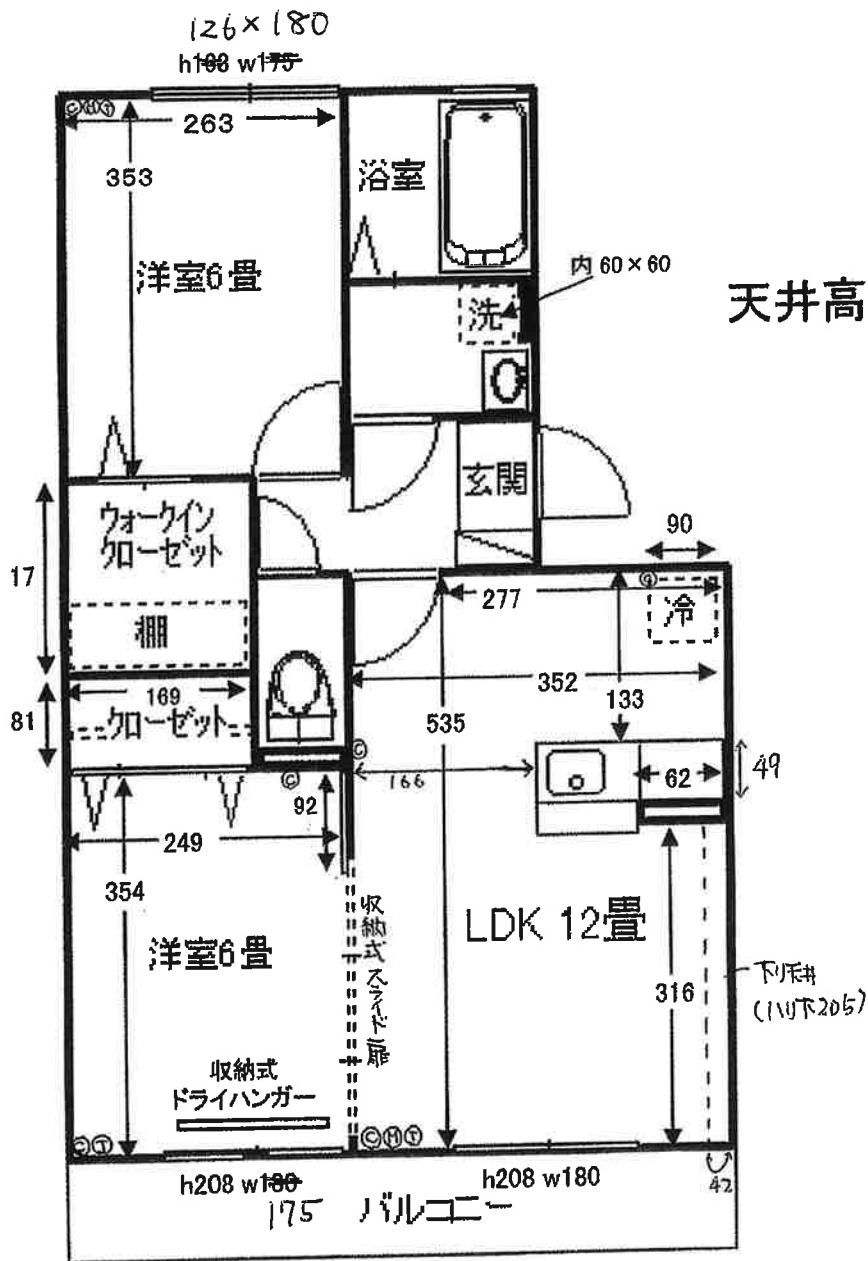 126×180
h183 w175
ⒸⓂⓉ
263
353
浴室
洋室6畳
内 60×60
洗
天井高
玄関
ウォークイン
クローゼット
17
棚
90
Ⓒ
冷
277
352
133
535
169
81
クローゼット
Ⓒ
Ⓒ
166
62
49
92
249
354
収納式スライド扉
LDK 12畳
洋室6畳
316
下り天井
(ハリ下205)
収納式
ドライハンガー
ⒸⓉ
ⒸⓂⓉ
h208 w180
175
h208 w180
42
バルコニー